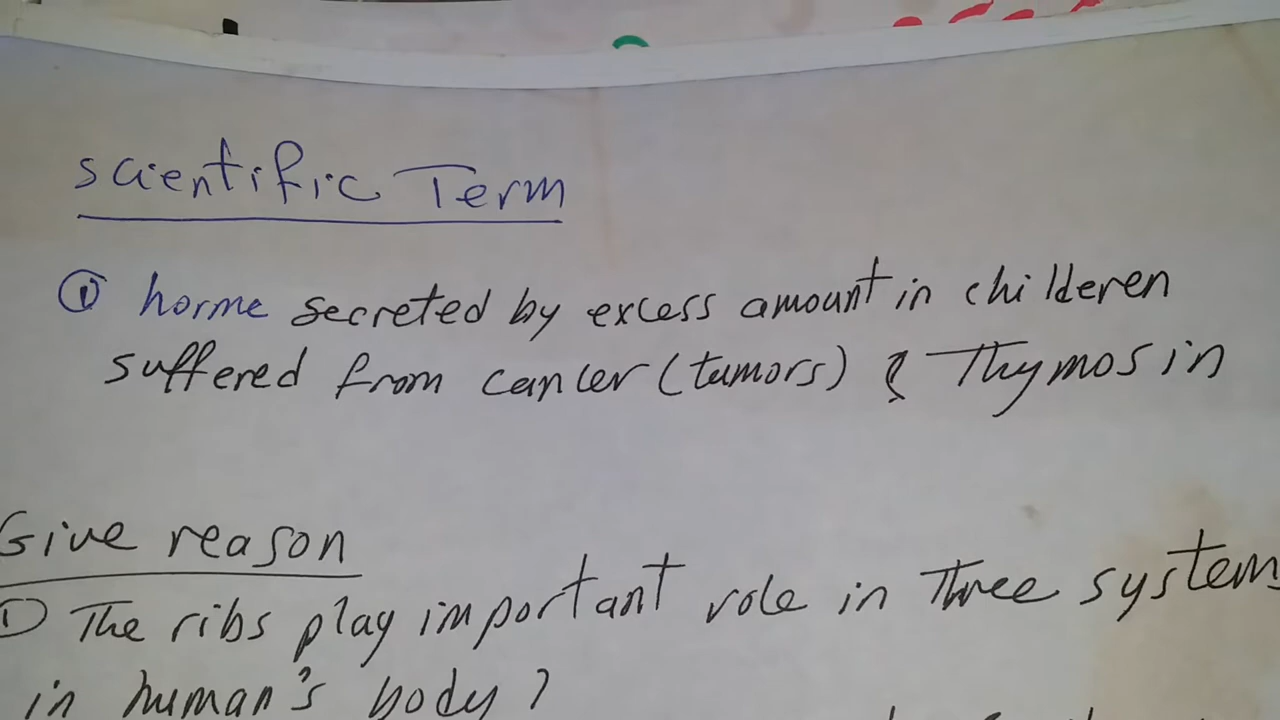 scientific Term
① horme secreted by excess amount in childeren
suffered from cancer (tumors) { Thymosin
Give reason
① The ribs play important role in Three system
in human's body?